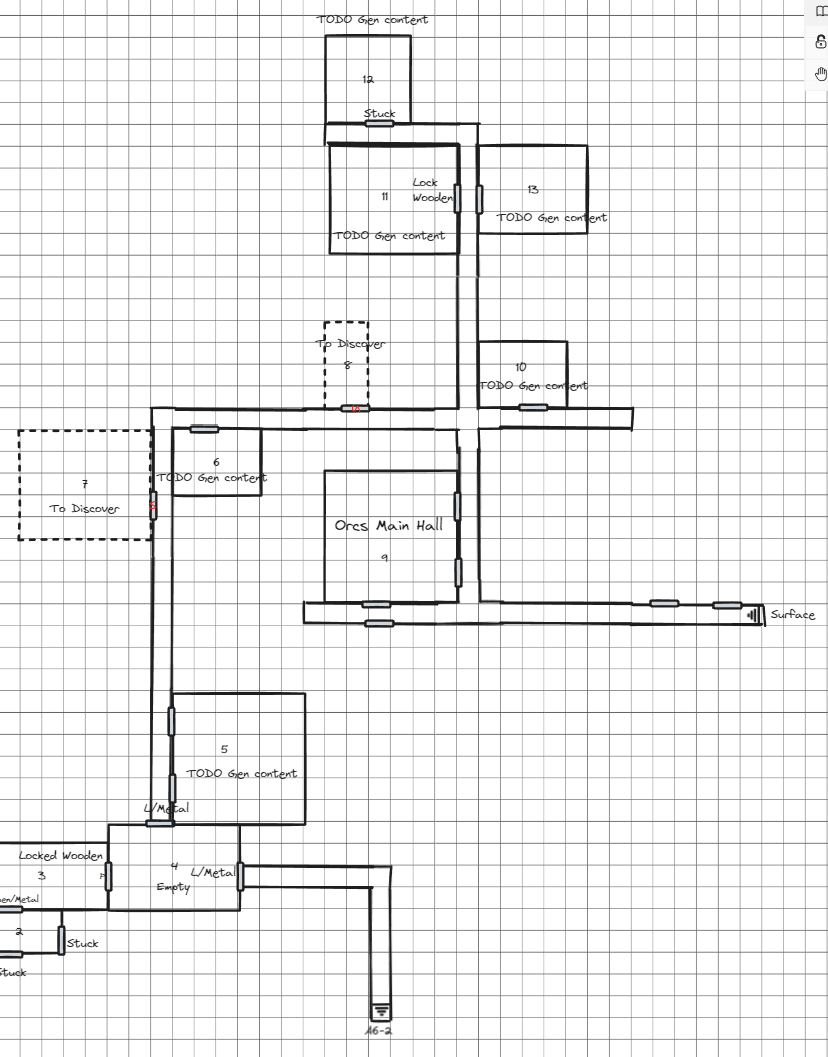 TODO Gen content
12
Stuck
Lock
Wooden
11
TODO Gen content
13
TODO Gen content
To Discover
8
10
TODO Gen content
S
6
TODO Gen content
7
To Discover
S
Orcs Main Hall
9
Surface
5
TODO Gen content
L/Metal
Locked Wooden
3
4
L/Metal
Empty
en/Metal
2
Stuck
Stuck
A6-2